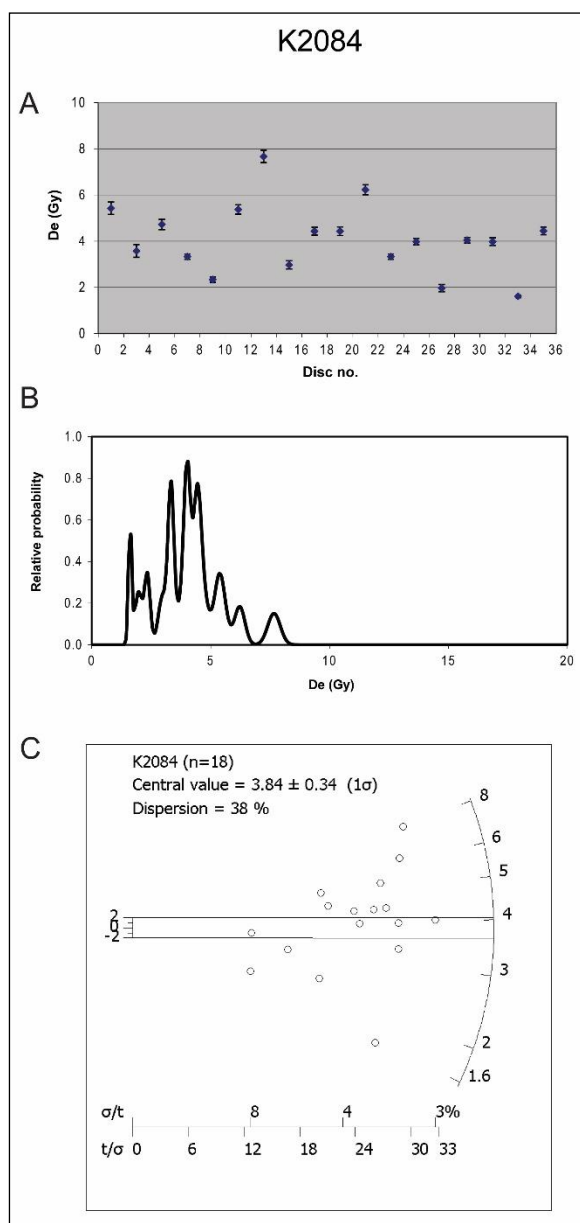 K2084
A
10
8
6
4
2
0
De (Gy)
0 2 4 6 8 10 12 14 16 18 20 22 24 26 28 30 32 34 36
Disc no.
B
1.0
0.8
0.6
0.4
0.2
0.0
Relative probability
0 5 10 15 20
De (Gy)
C
K2084 (n=18)
Central value = 3.84 ± 0.34 (1σ)
Dispersion = 38 %
8
6
5
4
3
2
1.6
2
0
-2
σ/t 8 4 3%
t/σ 0 6 12 18 24 30 33